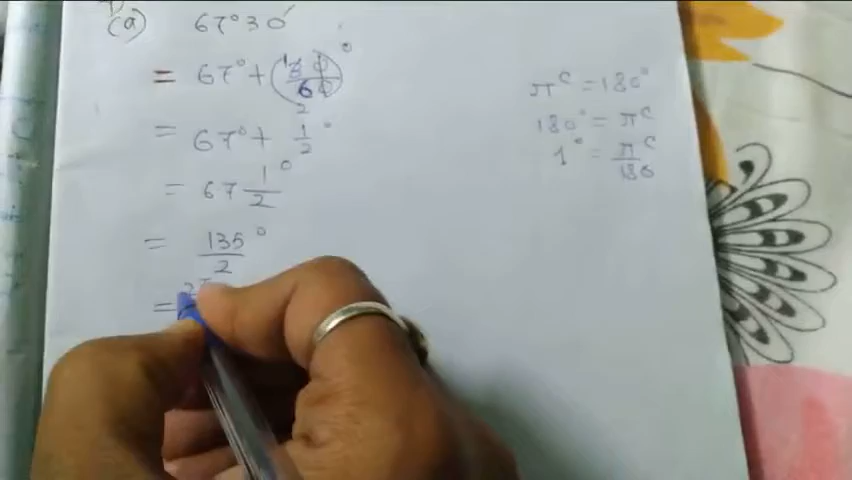 (a) 67°30'
= 67° + (30/60)°
= 67° + 1/2°
= 67 1/2°
= 135°/2
=
π^c = 180°
180° = π^c
1° = π^c/180